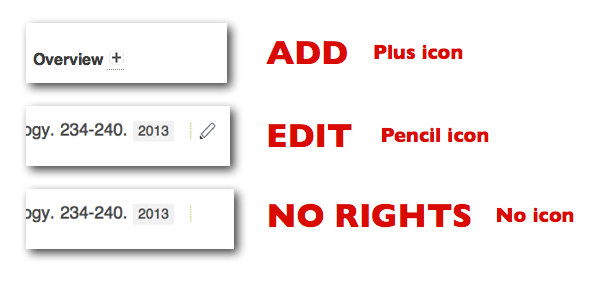 Overview + ADD Plus icon
ogy. 234-240. 2013 EDIT Pencil icon
ogy. 234-240. 2013 NO RIGHTS No icon